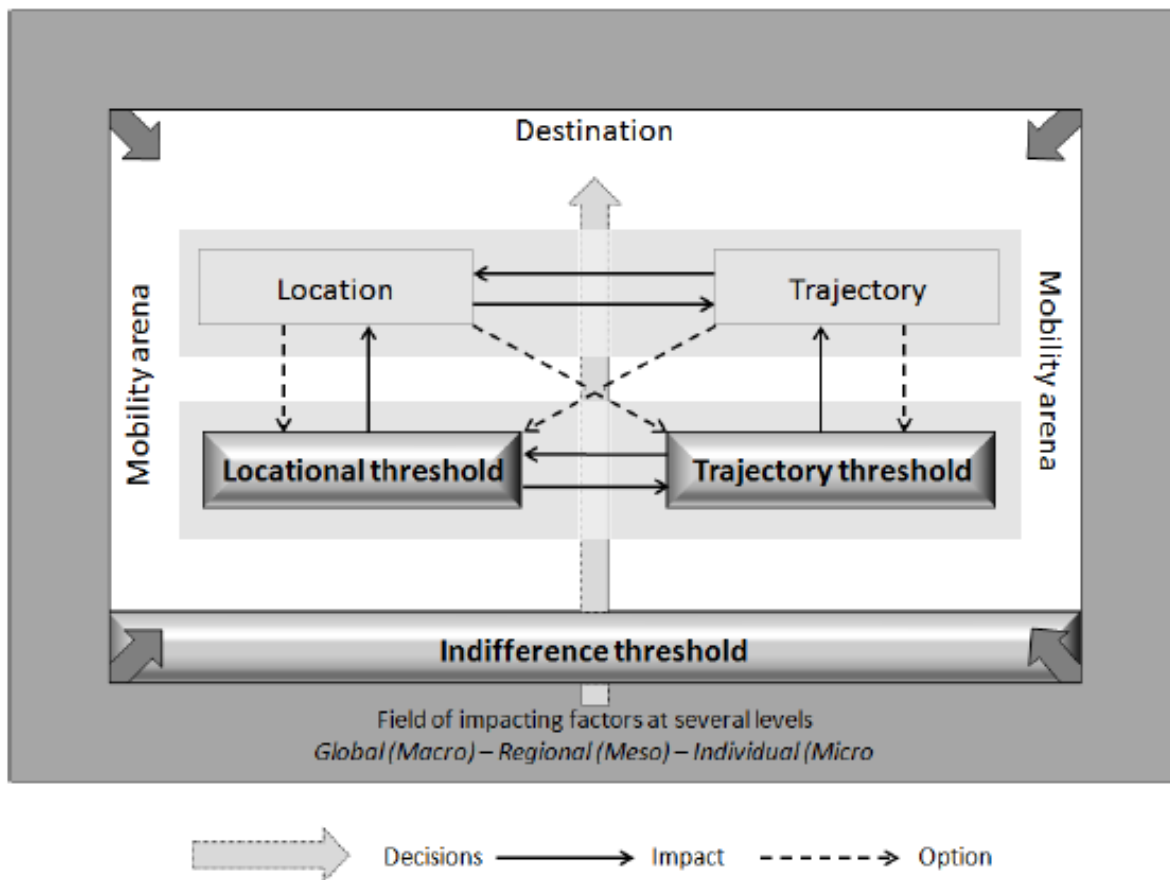 Destination
Mobility arena
Location
Trajectory
Mobility arena
Locational threshold
Trajectory threshold
Indifference threshold
Field of impacting factors at several levels
Global (Macro) – Regional (Meso) – Individual (Micro
Decisions
Impact
Option